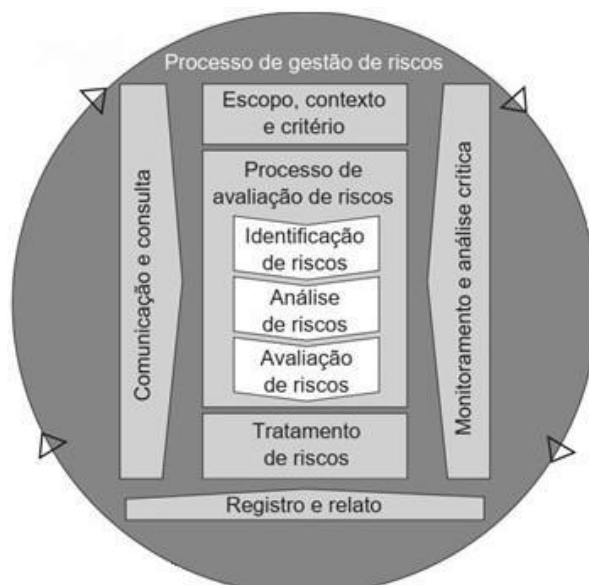 Processo de gestão de riscos
Escopo, contexto
e critério
Processo de
avaliação de riscos
Identificação
de riscos
Análise
de riscos
Avaliação
de riscos
Tratamento
de riscos
Comunicação e consulta
Monitoramento e análise crítica
Registro e relato